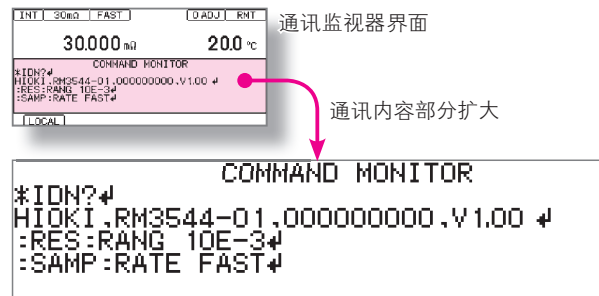 INT 30mΩ FAST 0ADJ RMT
通讯监视器界面
30.000 mΩ 20.0 ℃
COMMAND MONITOR
*IDN?↲
HIOKI,RM3544-01,000000000,V1.00 ↲
:RES:RANG 10E-3↲
:SAMP:RATE FAST↲
LOCAL
通讯内容部分扩大
COMMAND MONITOR
*IDN?↲
HIOKI,RM3544-01,000000000,V1.00 ↲
:RES:RANG 10E-3↲
:SAMP:RATE FAST↲